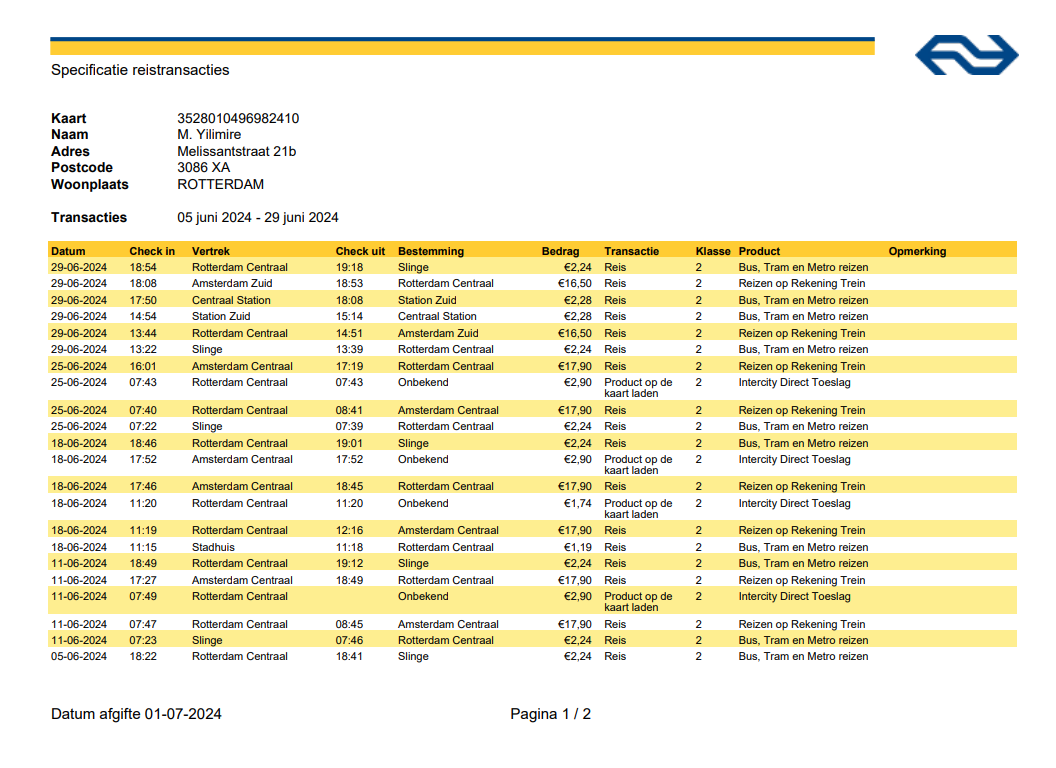 Specificatie reistransacties
Kaart 3528010496982410
Naam M. Yilimire
Adres Melissantstraat 21b
Postcode 3086 XA
Woonplaats ROTTERDAM
Transacties 05 juni 2024 - 29 juni 2024
Datum Check in Vertrek Check uit Bestemming Bedrag Transactie Klasse Product Opmerking
29-06-2024 18:54 Rotterdam Centraal 19:18 Slinge €2,24 Reis 2 Bus, Tram en Metro reizen
29-06-2024 18:08 Amsterdam Zuid 18:53 Rotterdam Centraal €16,50 Reis 2 Reizen op Rekening Trein
29-06-2024 17:50 Centraal Station 18:08 Station Zuid €2,28 Reis 2 Bus, Tram en Metro reizen
29-06-2024 14:54 Station Zuid 15:14 Centraal Station €2,28 Reis 2 Bus, Tram en Metro reizen
29-06-2024 13:44 Rotterdam Centraal 14:51 Amsterdam Zuid €16,50 Reis 2 Reizen op Rekening Trein
29-06-2024 13:22 Slinge 13:39 Rotterdam Centraal €2,24 Reis 2 Bus, Tram en Metro reizen
25-06-2024 16:01 Amsterdam Centraal 17:19 Rotterdam Centraal €17,90 Reis 2 Reizen op Rekening Trein
25-06-2024 07:43 Rotterdam Centraal 07:43 Onbekend €2,90 Product op de 2 Intercity Direct Toeslag
kaart laden
25-06-2024 07:40 Rotterdam Centraal 08:41 Amsterdam Centraal €17,90 Reis 2 Reizen op Rekening Trein
25-06-2024 07:22 Slinge 07:39 Rotterdam Centraal €2,24 Reis 2 Bus, Tram en Metro reizen
18-06-2024 18:46 Rotterdam Centraal 19:01 Slinge €2,24 Reis 2 Bus, Tram en Metro reizen
18-06-2024 17:52 Amsterdam Centraal 17:52 Onbekend €2,90 Product op de 2 Intercity Direct Toeslag
kaart laden
18-06-2024 17:46 Amsterdam Centraal 18:45 Rotterdam Centraal €17,90 Reis 2 Reizen op Rekening Trein
18-06-2024 11:20 Rotterdam Centraal 11:20 Onbekend €1,74 Product op de 2 Intercity Direct Toeslag
kaart laden
18-06-2024 11:19 Rotterdam Centraal 12:16 Amsterdam Centraal €17,90 Reis 2 Reizen op Rekening Trein
18-06-2024 11:15 Stadhuis 11:18 Rotterdam Centraal €1,19 Reis 2 Bus, Tram en Metro reizen
11-06-2024 18:49 Rotterdam Centraal 19:12 Slinge €2,24 Reis 2 Bus, Tram en Metro reizen
11-06-2024 17:27 Amsterdam Centraal 18:49 Rotterdam Centraal €17,90 Reis 2 Reizen op Rekening Trein
11-06-2024 07:49 Rotterdam Centraal Onbekend €2,90 Product op de 2 Intercity Direct Toeslag
kaart laden
11-06-2024 07:47 Rotterdam Centraal 08:45 Amsterdam Centraal €17,90 Reis 2 Reizen op Rekening Trein
11-06-2024 07:23 Slinge 07:46 Rotterdam Centraal €2,24 Reis 2 Bus, Tram en Metro reizen
05-06-2024 18:22 Rotterdam Centraal 18:41 Slinge €2,24 Reis 2 Bus, Tram en Metro reizen
Datum afgifte 01-07-2024 Pagina 1 / 2